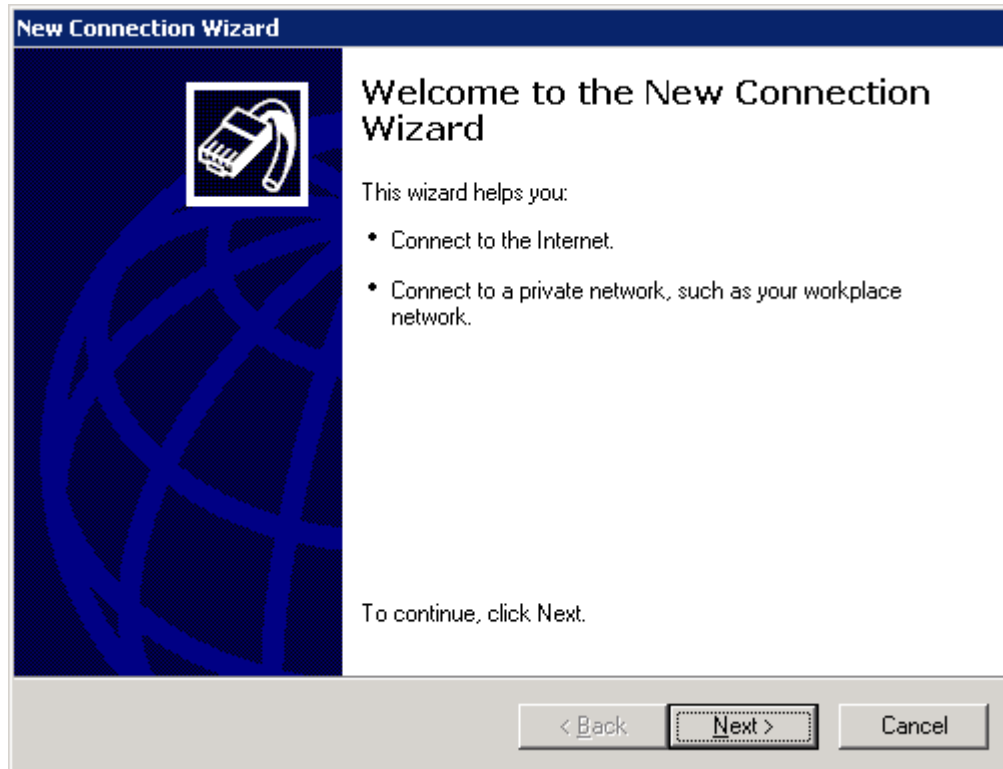 New Connection Wizard
Welcome to the New Connection
Wizard
This wizard helps you:
• Connect to the Internet.
• Connect to a private network, such as your workplace
network.
To continue, click Next.
< Back
Next >
Cancel